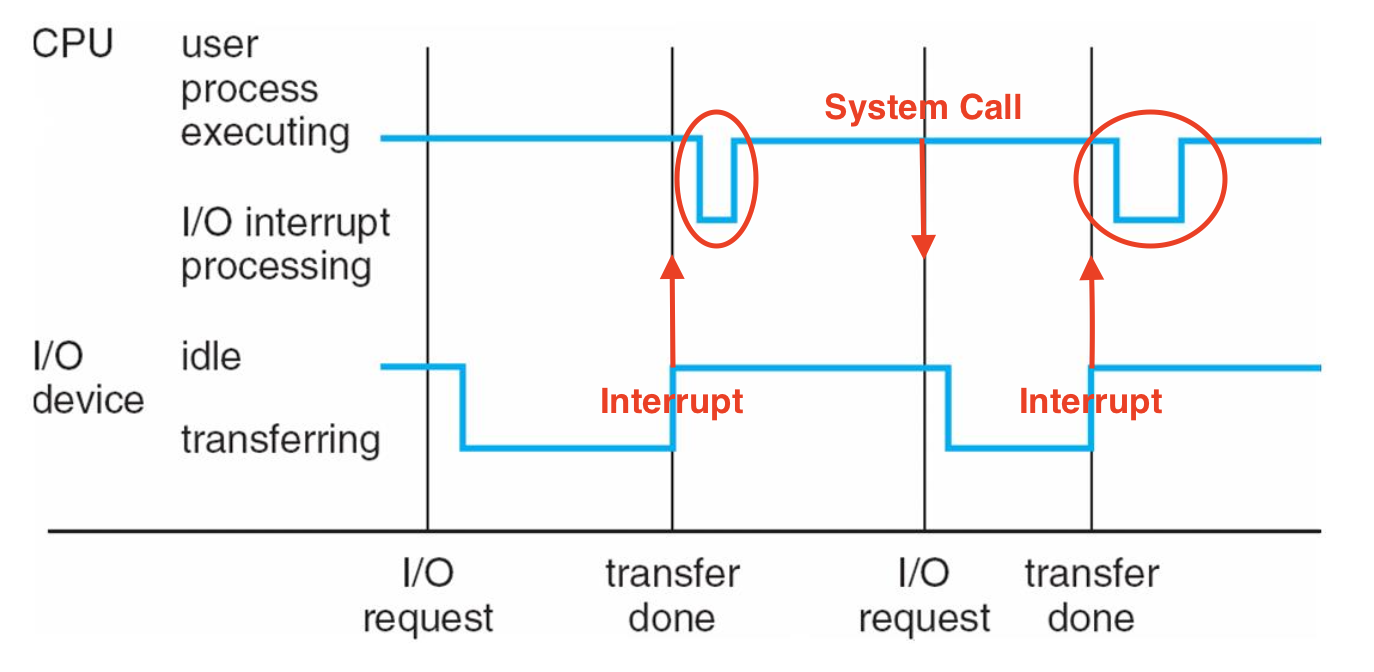 CPU
user
process
executing
System Call
I/O interrupt
processing
I/O
device
idle
Interrupt
Interrupt
transferring
I/O
request
transfer
done
I/O
request
transfer
done